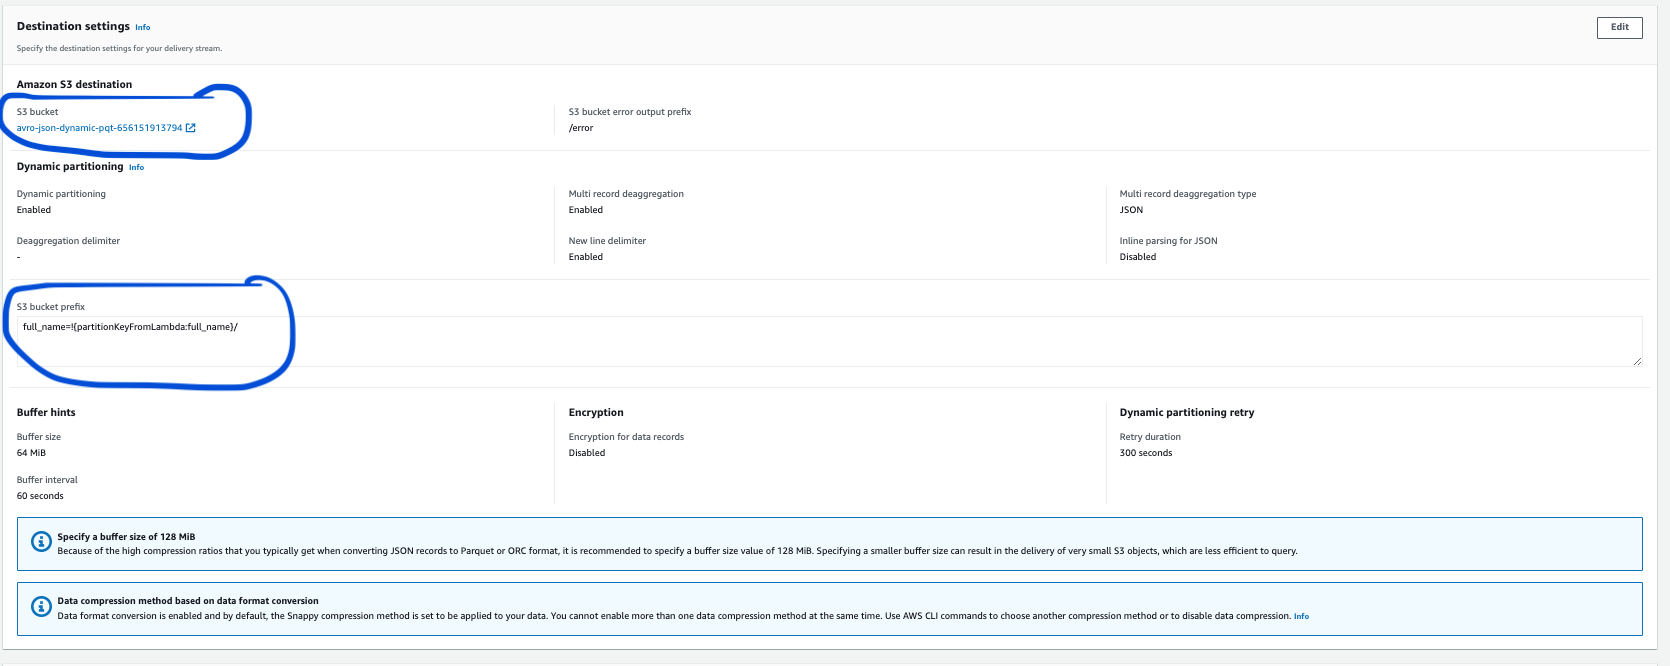 Destination settings Info
Edit
Specify the destination settings for your delivery stream.
Amazon S3 destination
S3 bucket
avro-json-dynamic-pqt-656151913794
S3 bucket error output prefix
/error
Dynamic partitioning Info
Dynamic partitioning
Enabled
Multi record deaggregation
Enabled
Multi record deaggregation type
JSON
Deaggregation delimiter
-
New line delimiter
Enabled
Inline parsing for JSON
Disabled
S3 bucket prefix
full_name=!{partitionKeyFromLambda:full_name}/
Buffer hints
Buffer size
64 MiB
Buffer interval
60 seconds
Encryption
Encryption for data records
Disabled
Dynamic partitioning retry
Retry duration
300 seconds
Specify a buffer size of 128 MiB
Because of the high compression ratios that you typically get when converting JSON records to Parquet or ORC format, it is recommended to specify a buffer size value of 128 MiB. Specifying a smaller buffer size can result in the delivery of very small S3 objects, which are less efficient to query.
Data compression method based on data format conversion
Data format conversion is enabled and by default, the Snappy compression method is set to be applied to your data. You cannot enable more than one data compression method at the same time. Use AWS CLI commands to choose another compression method or to disable data compression. Info